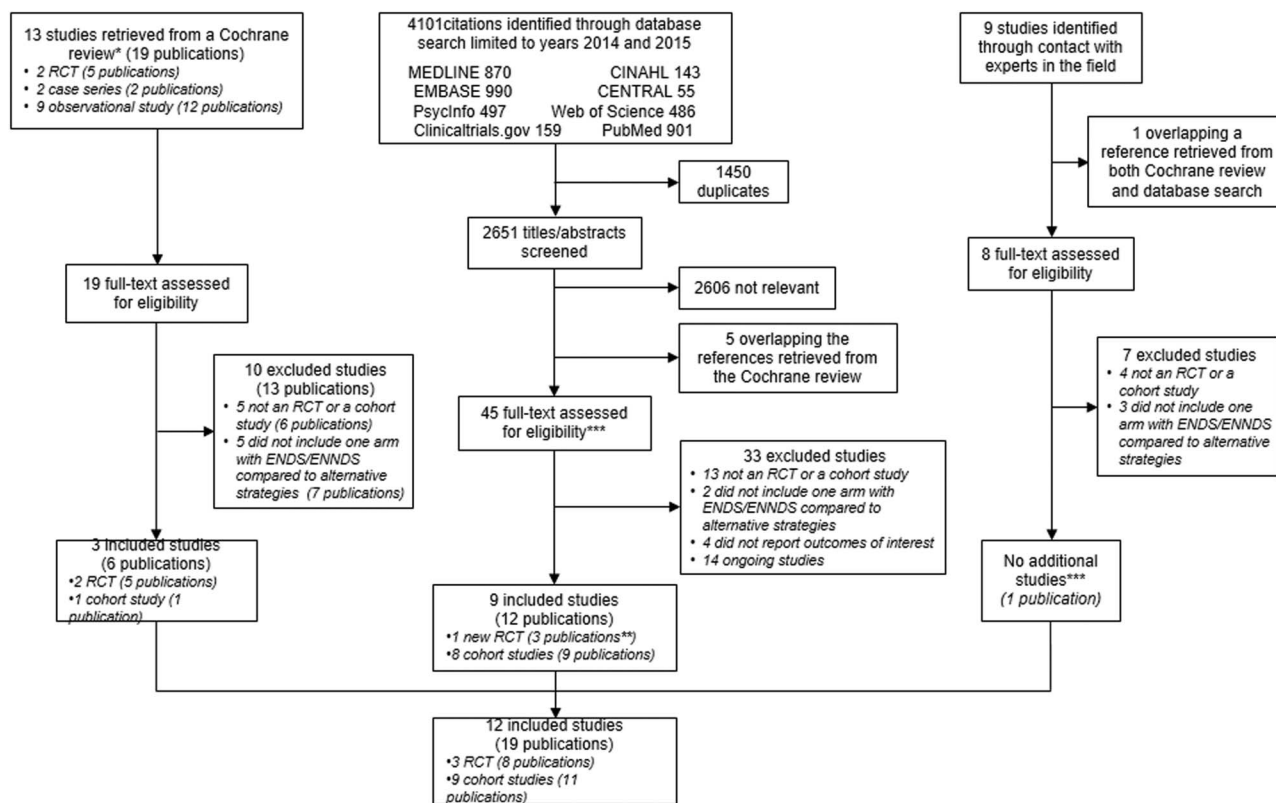 13 studies retrieved from a Cochrane
review* (19 publications)
• 2 RCT (5 publications)
• 2 case series (2 publications)
• 9 observational study (12 publications)
19 full-text assessed
for eligibility
10 excluded studies
(13 publications)
• 5 not an RCT or a cohort
study (6 publications)
• 5 did not include one arm
with ENDS/ENNDS
compared to alternative
strategies (7 publications)
3 included studies
(6 publications)
•2 RCT (5 publications)
•1 cohort study (1
publication)
4101citations identified through database
search limited to years 2014 and 2015
MEDLINE 870 CINAHL 143
EMBASE 990 CENTRAL 55
PsycInfo 497 Web of Science 486
Clinicaltrials.gov 159 PubMed 901
1450
duplicates
2651 titles/abstracts
screened
2606 not relevant
5 overlapping the
references retrieved from
the Cochrane review
45 full-text assessed
for eligibility***
33 excluded studies
• 13 not an RCT or a cohort study
• 2 did not include one arm with
ENDS/ENNDS compared to
alternative strategies
• 4 did not report outcomes of interest
• 14 ongoing studies
9 included studies
(12 publications)
•1 new RCT (3 publications**)
•8 cohort studies (9 publications)
9 studies identified
through contact with
experts in the field
1 overlapping a
reference retrieved from
both Cochrane review
and database search
8 full-text assessed
for eligibility
7 excluded studies
• 4 not an RCT or a
cohort study
• 3 did not include one
arm with ENDS/ENNDS
compared to alternative
strategies
No additional
studies***
(1 publication)
12 included studies
(19 publications)
•3 RCT (8 publications)
•9 cohort studies (11
publications)